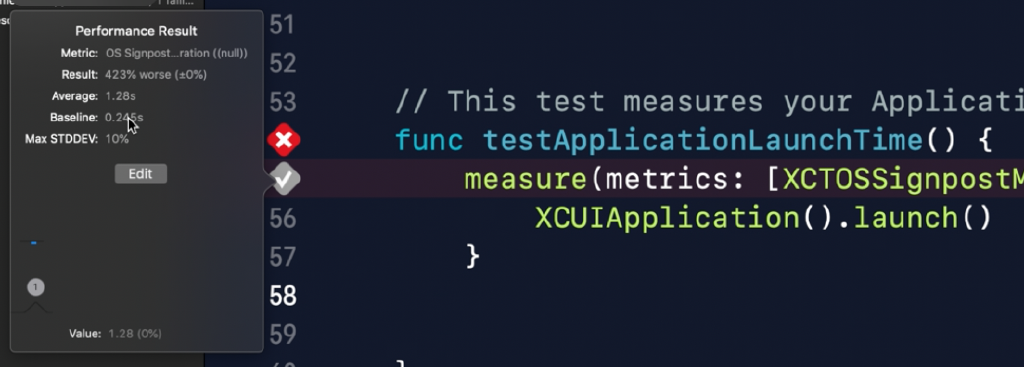 Performance Result
Metric: OS Signpost...ration ((null))
Result: 423% worse (±0%)
Average: 1.28s
Baseline: 0.245s
Max STDDEV: 10%
Edit
1
Value: 1.28 (0%)
51
52
53 // This test measures your Applicati
func testApplicationLaunchTime() {
measure(metrics: [XCTOSSignpostM
56 XCUIApplication().launch()
57 }
58
59